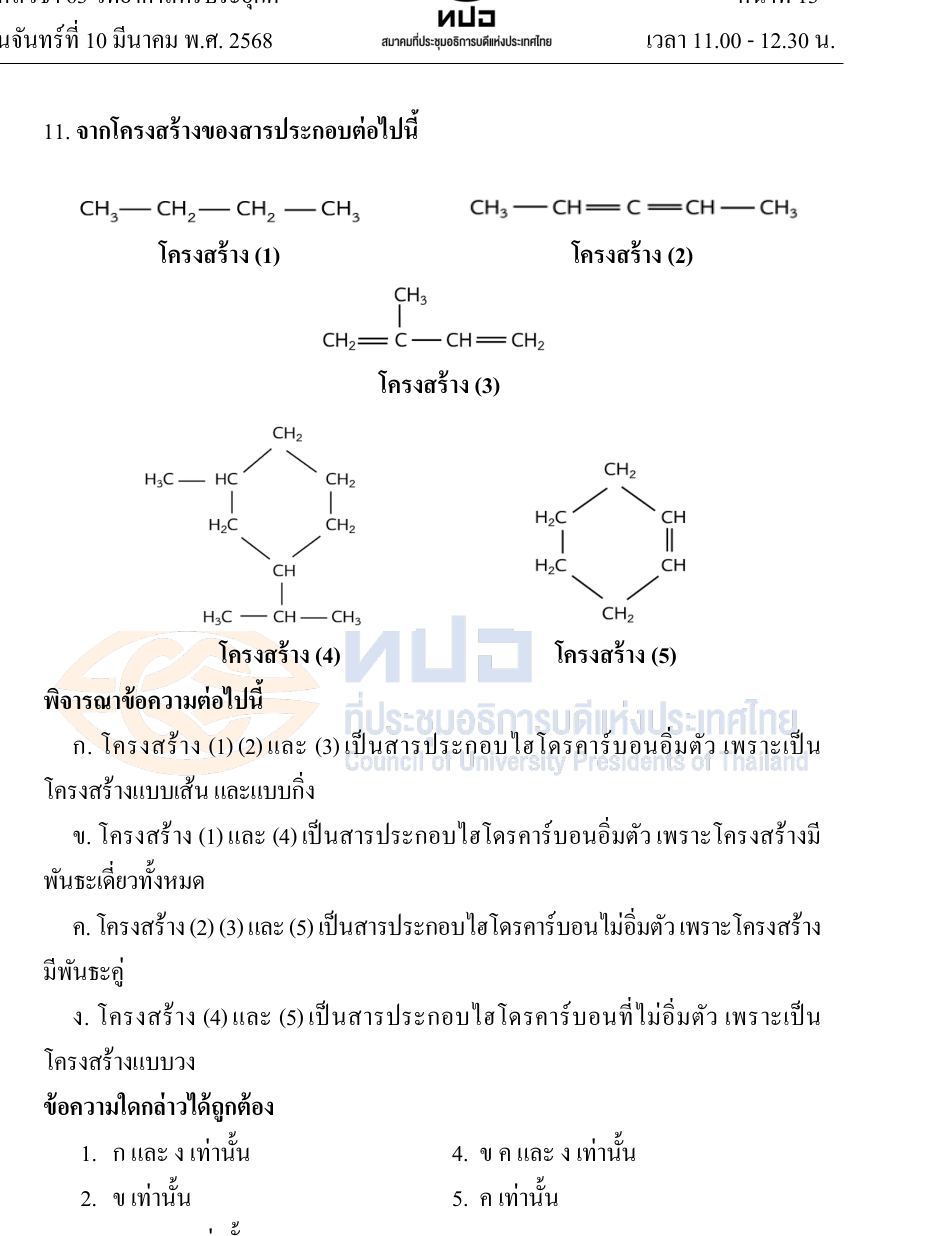 นจันทร์ที่ 10 มีนาคม พ.ศ. 2568
ทปอ
สมาคมที่ประชุมอธิการบดีแห่งประเทศไทย
เวลา 11.00 - 12.30 น.
11. จากโครงสร้างของสารประกอบต่อไปนี้
CH₃ — CH₂ — CH₂ — CH₃
CH₃ — CH ═ C ═ CH — CH₃
โครงสร้าง (1)
โครงสร้าง (2)
CH₃
CH₂ ═ C — CH ═ CH₂
โครงสร้าง (3)
CH₂
H₃C — HC
CH₂
H₂C
CH₂
CH
H₃C — CH — CH₃
CH₂
H₂C
CH
H₂C
CH
CH₂
โครงสร้าง (4)
โครงสร้าง (5)
ทปอ
ที่ประชุมอธิการบดีแห่งประเทศไทย
Council of University Presidents of Thailand
พิจารณาข้อความต่อไปนี้
ก. โครงสร้าง (1) (2) และ (3) เป็นสารประกอบไฮโดรคาร์บอนอิ่มตัว เพราะเป็น
โครงสร้างแบบเส้น และแบบกิ่ง
ข. โครงสร้าง (1) และ (4) เป็นสารประกอบไฮโดรคาร์บอนอิ่มตัว เพราะโครงสร้างมี
พันธะเดี่ยวทั้งหมด
ค. โครงสร้าง (2) (3) และ (5) เป็นสารประกอบไฮโดรคาร์บอนไม่อิ่มตัว เพราะโครงสร้าง
มีพันธะคู่
ง. โครงสร้าง (4) และ (5) เป็นสารประกอบไฮโดรคาร์บอนที่ไม่อิ่มตัว เพราะเป็น
โครงสร้างแบบวง
ข้อความใดกล่าวได้ถูกต้อง
1. ก และ ง เท่านั้น
4. ข ค และ ง เท่านั้น
2. ข เท่านั้น
5. ค เท่านั้น